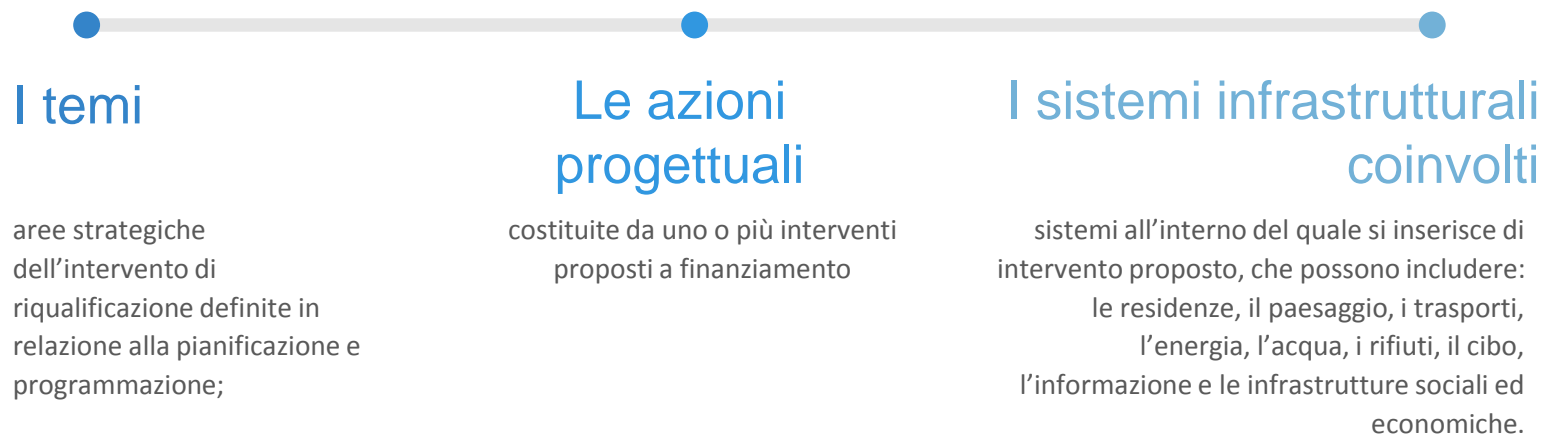 I temi
aree strategiche
dell’intervento di
riqualificazione definite in
relazione alla pianificazione e
programmazione;
Le azioni
progettuali
costituite da uno o più interventi
proposti a finanziamento
I sistemi infrastrutturali
coinvolti
sistemi all’interno del quale si inserisce di
intervento proposto, che possono includere:
le residenze, il paesaggio, i trasporti,
l’energia, l’acqua, i rifiuti, il cibo,
l’informazione e le infrastrutture sociali ed
economiche.